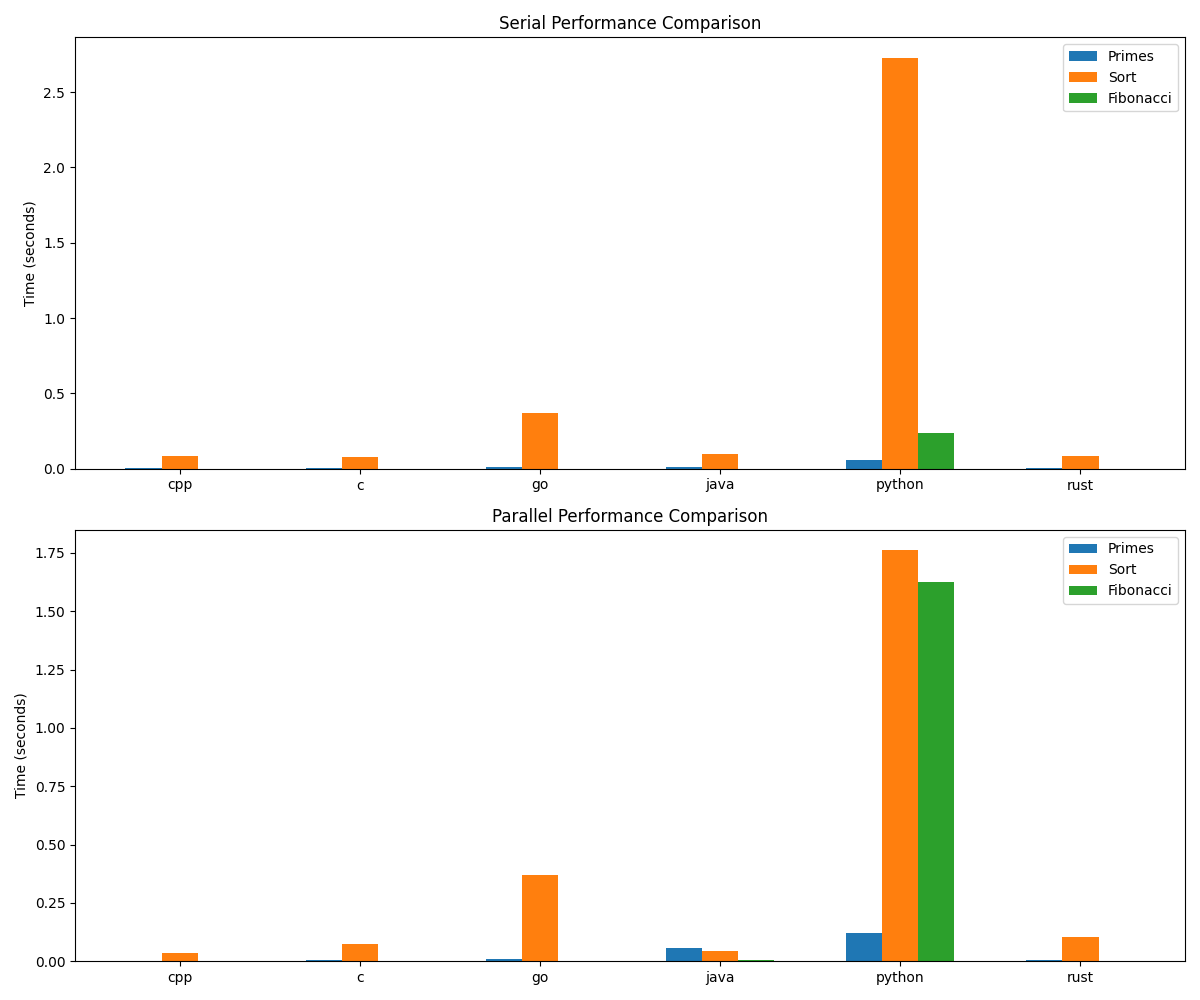 Serial Performance Comparison
Primes
Sort
Fibonacci
Time (seconds)
2.5
2.0
1.5
1.0
0.5
0.0
cpp c go java python rust
Parallel Performance Comparison
Primes
Sort
Fibonacci
Time (seconds)
1.75
1.50
1.25
1.00
0.75
0.50
0.25
0.00
cpp c go java python rust